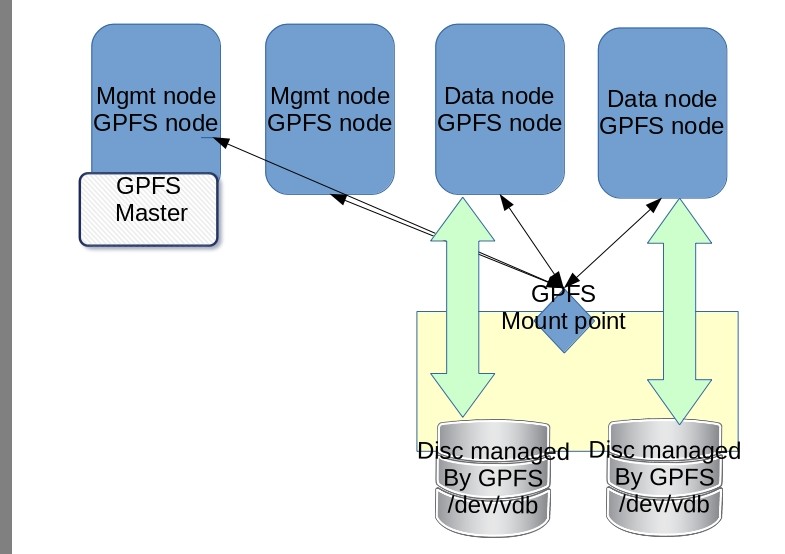 Mgmt node
GPFS node
Mgmt node
GPFS node
Data node
GPFS node
Data node
GPFS node
GPFS
Master
GPFS
Mount point
Disc managed
By GPFS
/dev/vdb
Disc managed
By GPFS
/dev/vdb